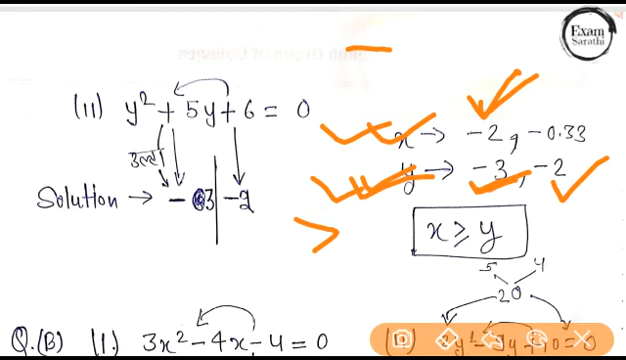 Exam
Sarathi
(II) y² + 5y + 6 = 0
उल्टा
Solution → - 3 | -2
x → -2, -0.33
y → -3, -2
x ≥ y
5 4
20
Q.(B) (I.) 3x² - 4x - 4 = 0